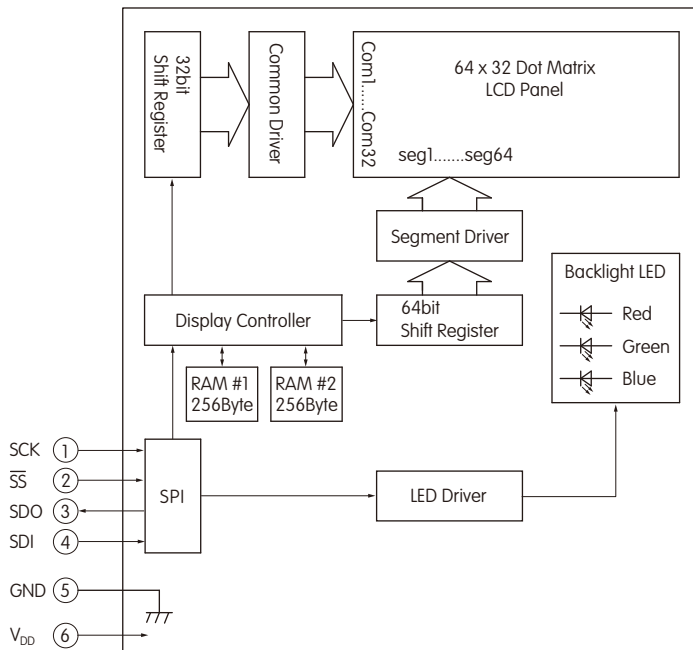 32bit
Shift Register
Common Driver
Com1......Com32
64 x 32 Dot Matrix
LCD Panel
seg1.......seg64
Segment Driver
Backlight LED
Red
Green
Blue
Display Controller
64bit
Shift Register
RAM #1
256Byte
RAM #2
256Byte
SCK 1
S̅S̅ 2
SDO 3
SDI 4
SPI
LED Driver
GND 5
VDD 6